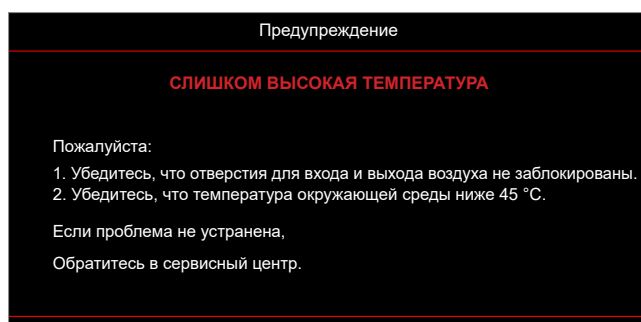 Предупреждение
СЛИШКОМ ВЫСОКАЯ ТЕМПЕРАТУРА
Пожалуйста:
1. Убедитесь, что отверстия для входа и выхода воздуха не заблокированы.
2. Убедитесь, что температура окружающей среды ниже 45 °C.
Если проблема не устранена,
Обратитесь в сервисный центр.